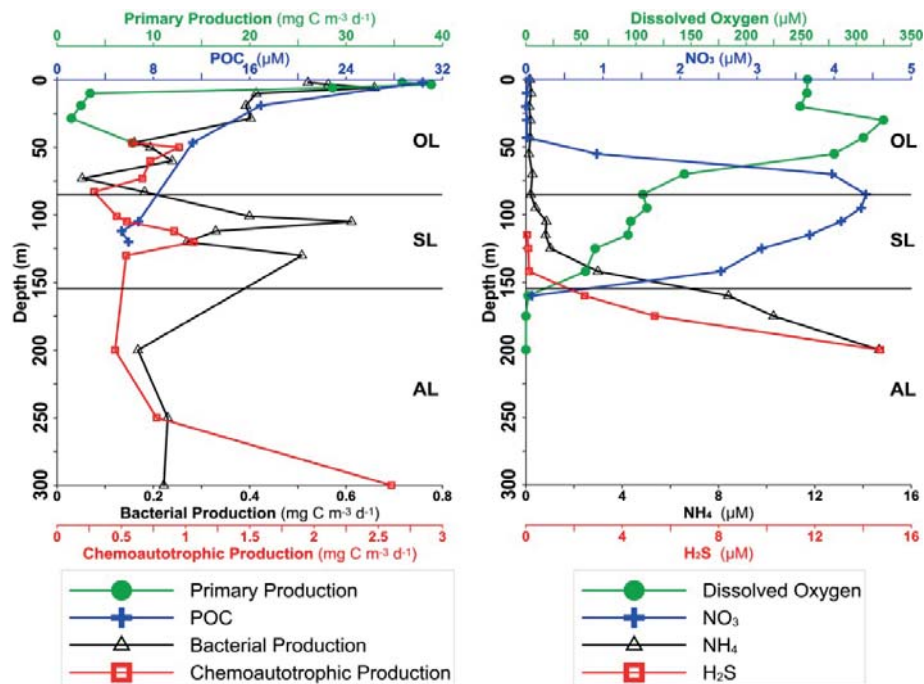 Primary Production (mg C m⁻³ d⁻¹)
0 10 20 30 40
POC (µM)
0 8 16 24 32
Depth (m)
0
50
100
150
200
250
300
OL
SL
AL
0 0.2 0.4 0.6 0.8
Bacterial Production (mg C m⁻³ d⁻¹)
Chemoautotrophic Production (mg C m⁻³ d⁻¹)
0 0.5 1 1.5 2 2.5 3
Primary Production
POC
Bacterial Production
Chemoautotrophic Production
Dissolved Oxygen (µM)
0 50 100 150 200 250 300 350
NO₃ (µM)
0 1 2 3 4 5
Depth (m)
0
50
100
150
200
250
300
OL
SL
AL
0 4 8 12 16
NH₄ (µM)
H₂S (µM)
0 4 8 12 16
Dissolved Oxygen
NO₃
NH₄
H₂S